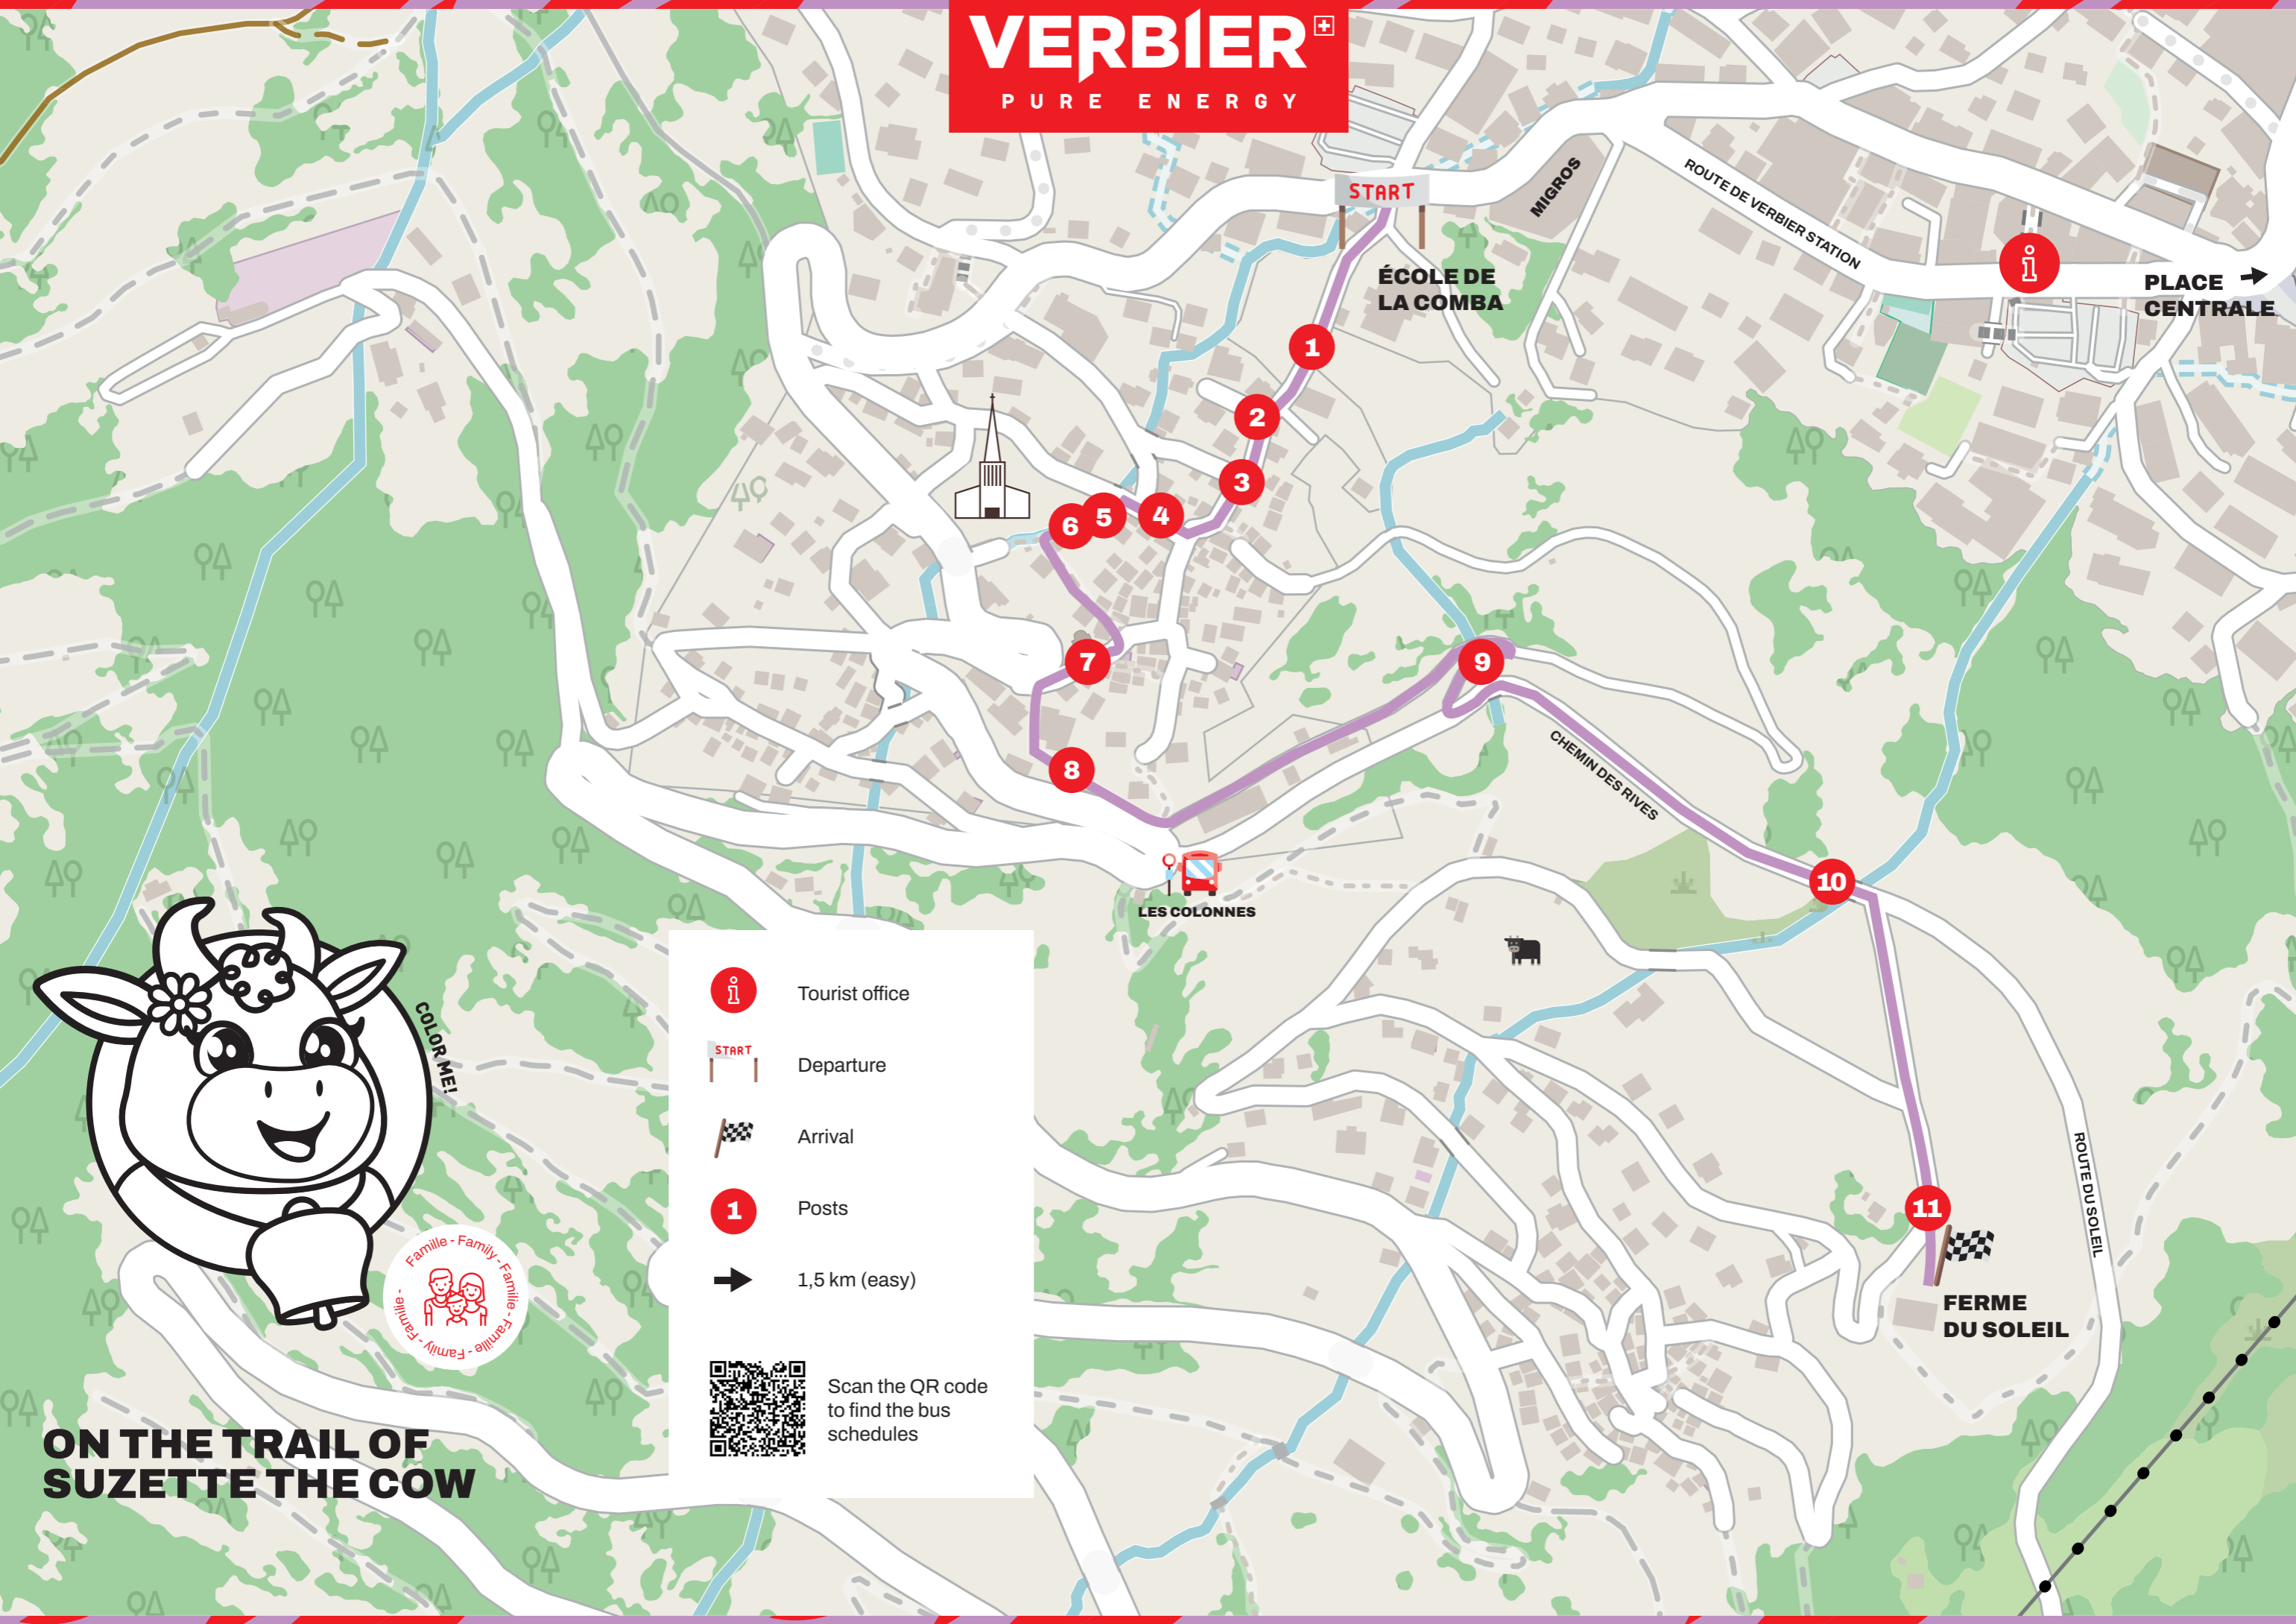 VERBIER
PURE ENERGY
START
MIGROS
ROUTE DE VERBIER STATION
i
PLACE
CENTRALE
ÉCOLE DE
LA COMBA
1
2
3
4
5
6
7
8
9
CHEMIN DES RIVES
10
LES COLONNES
11
ROUTE DU SOLEIL
FERME
DU SOLEIL
COLOR ME!
Famille - Family - Familie - Famille - Family - Familie -
i
Tourist office
START
Departure
Arrival
1
Posts
1,5 km (easy)
Scan the QR code
to find the bus
schedules
ON THE TRAIL OF
SUZETTE THE COW